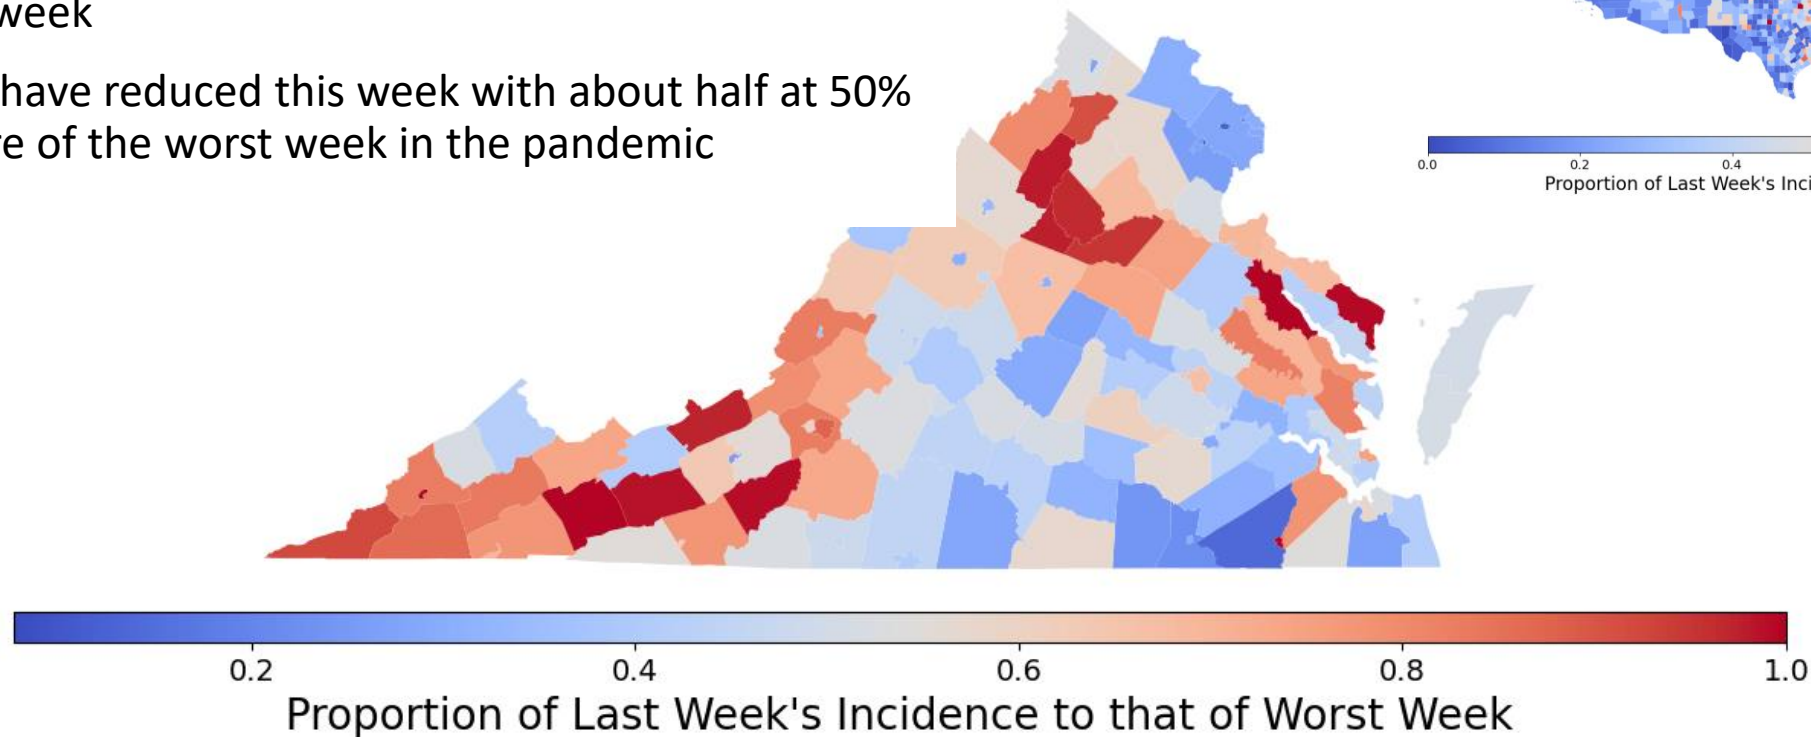 week
have reduced this week with about half at 50%
re of the worst week in the pandemic
0.0 0.2 0.4
Proportion of Last Week's Inci
0.2 0.4 0.6 0.8 1.0
Proportion of Last Week's Incidence to that of Worst Week